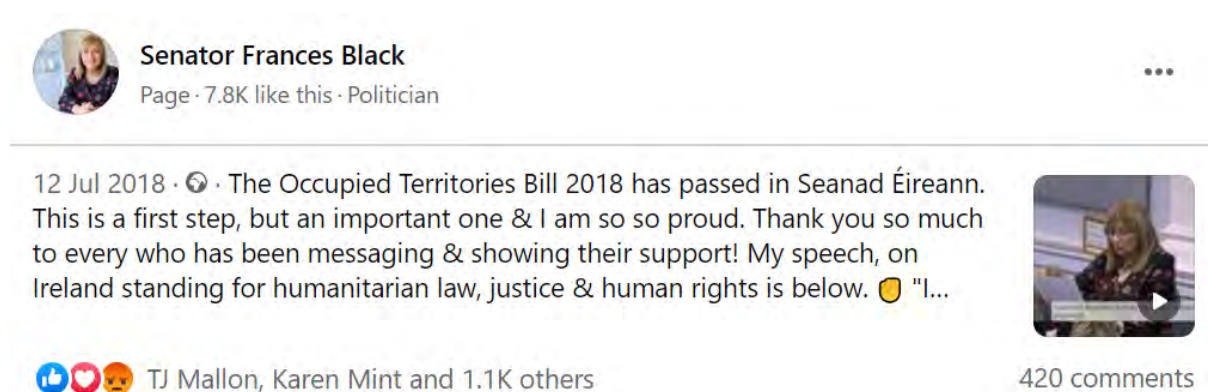 Senator Frances Black
Page · 7.8K like this · Politician
12 Jul 2018 · · The Occupied Territories Bill 2018 has passed in Seanad Éireann.
This is a first step, but an important one & I am so so proud. Thank you so much
to every who has been messaging & showing their support! My speech, on
Ireland standing for humanitarian law, justice & human rights is below. ✊ "I...
TJ Mallon, Karen Mint and 1.1K others
420 comments